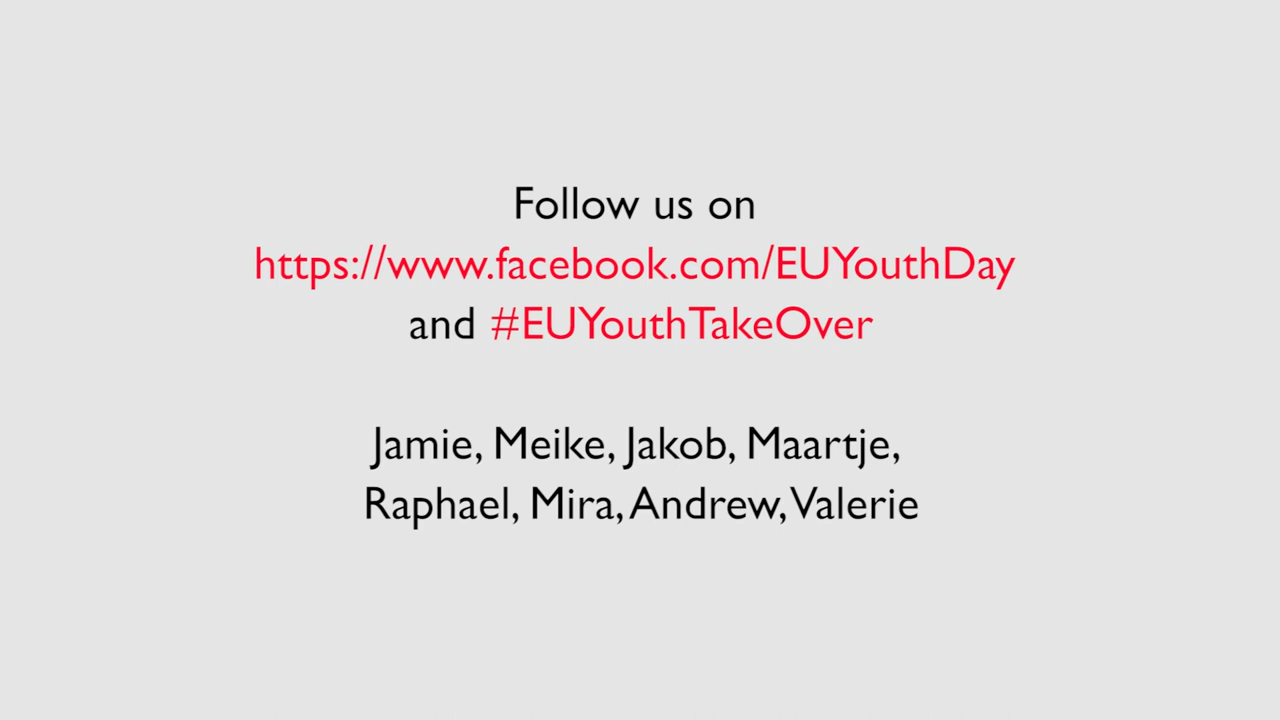 Follow us on
https://www.facebook.com/EUYouthDay
and #EUYouthTakeOver
Jamie, Meike, Jakob, Maartje,
Raphael, Mira, Andrew, Valerie